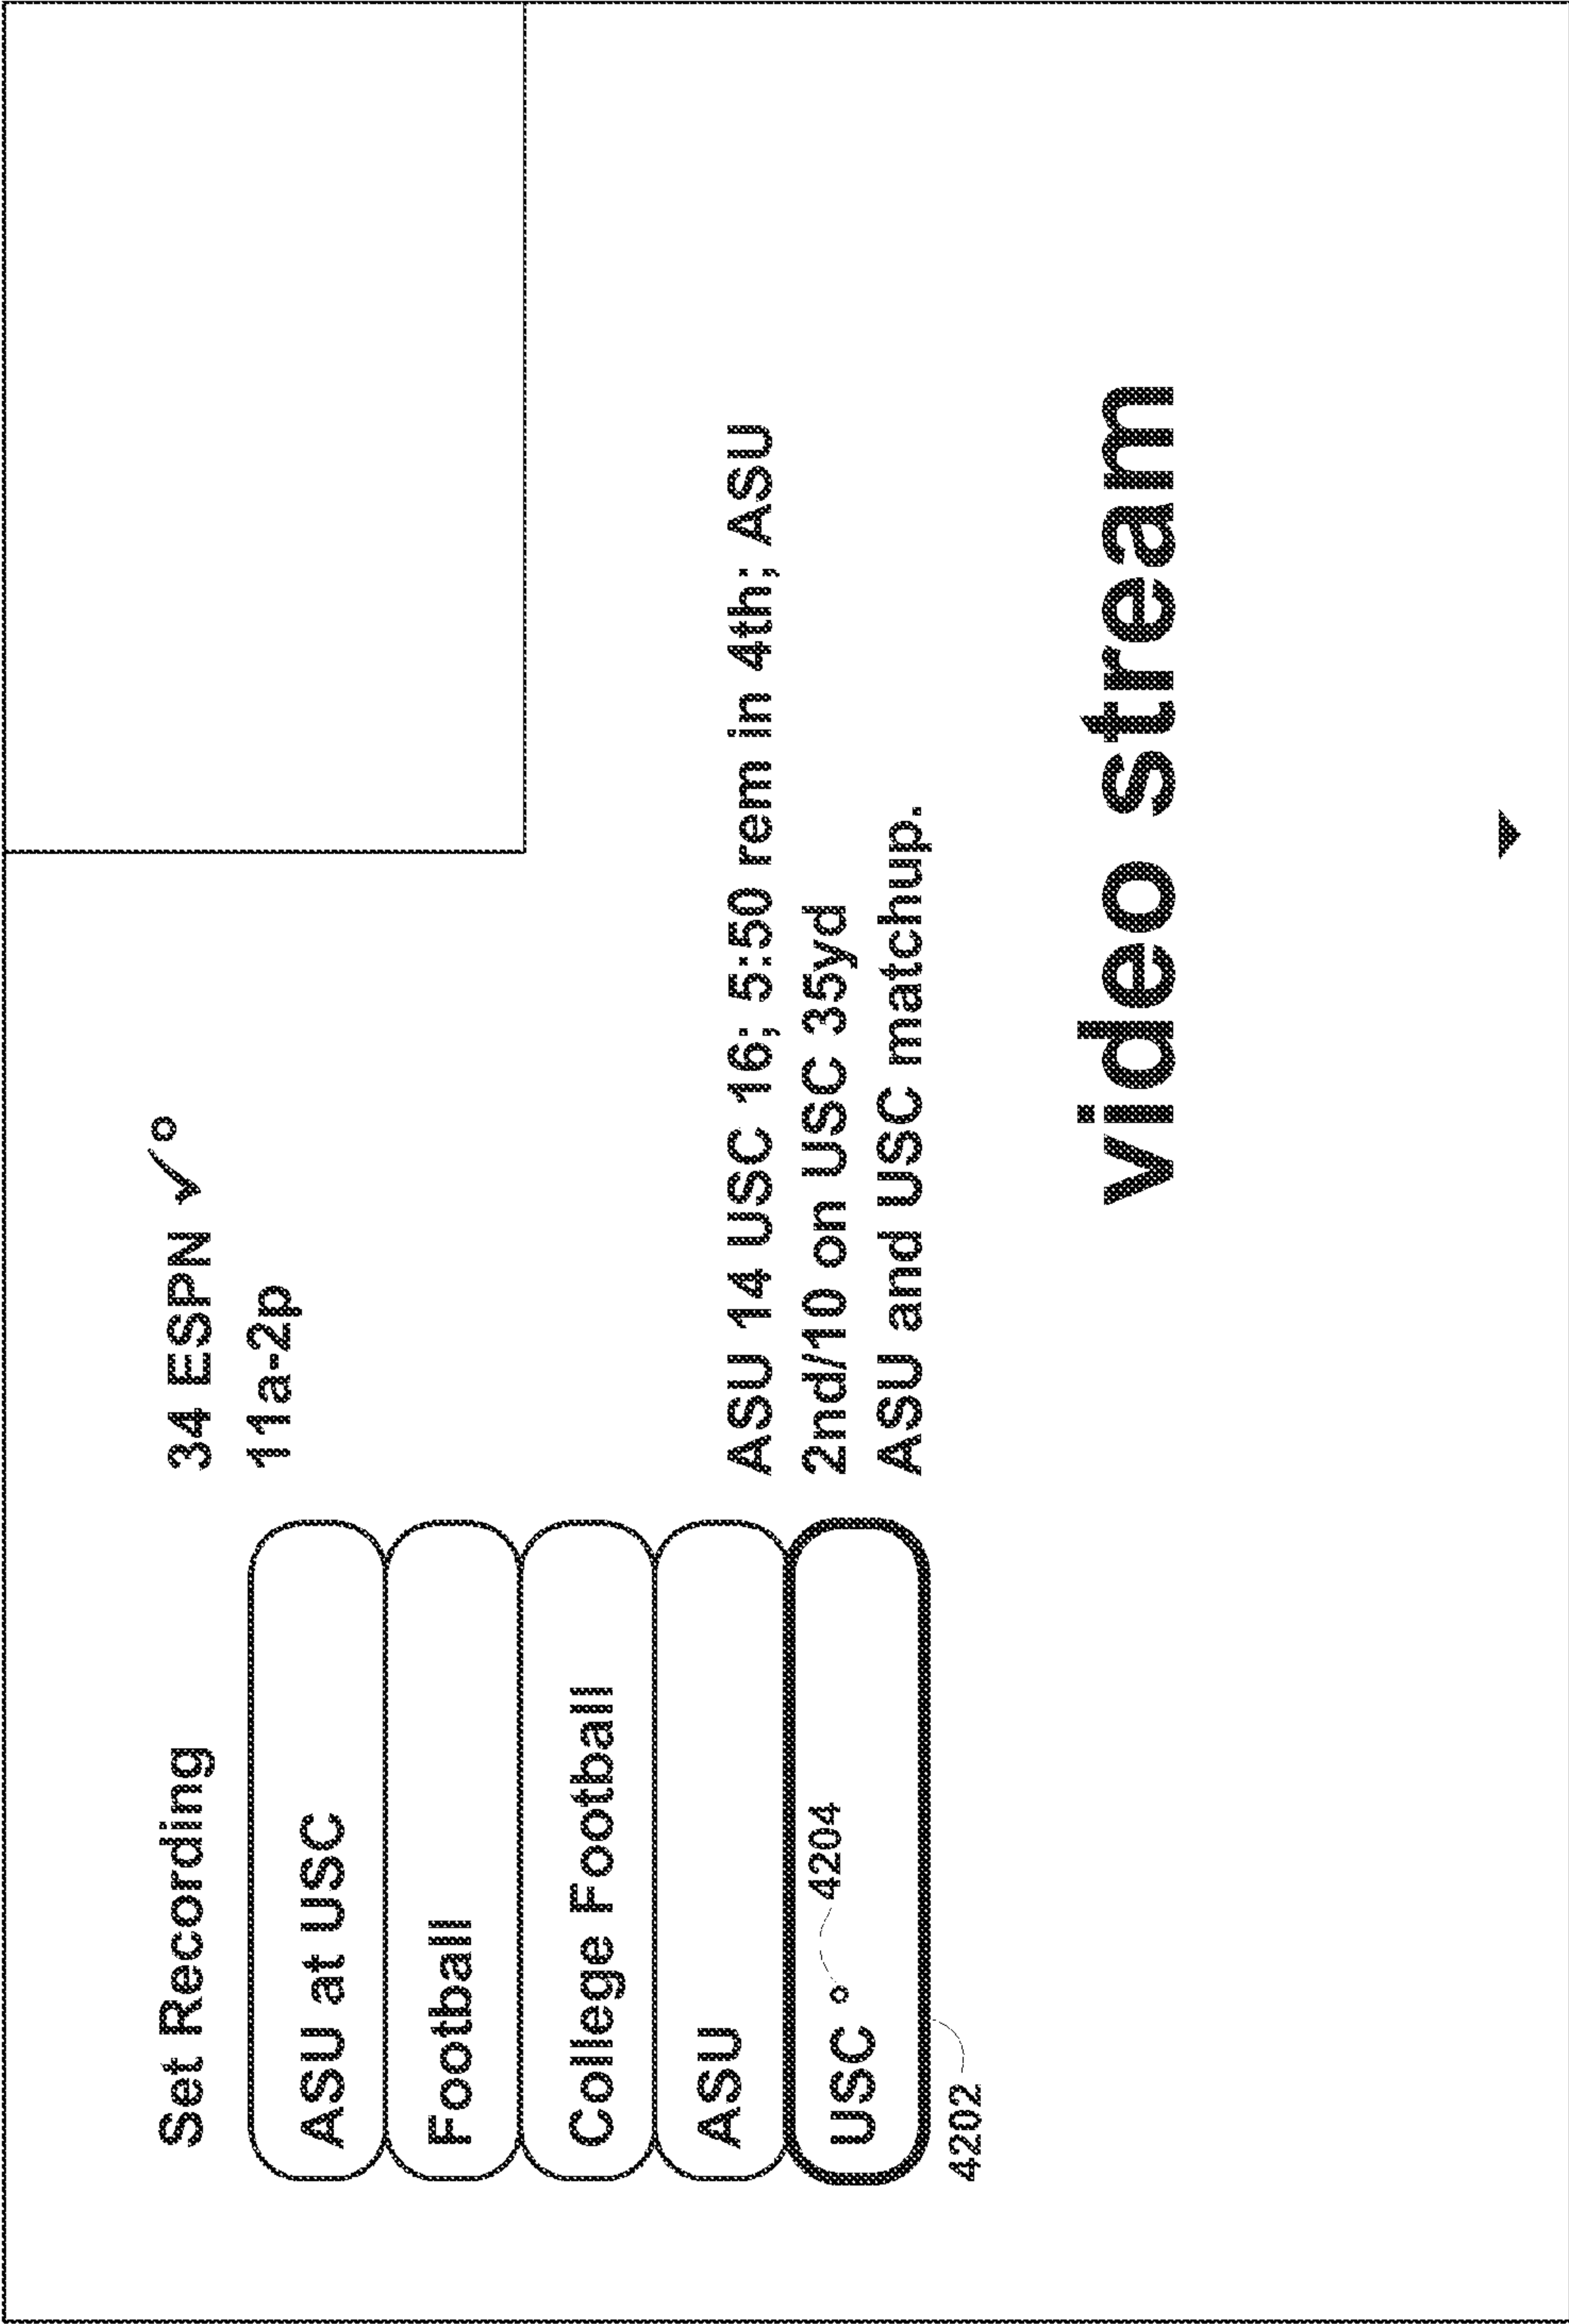 Set Recording
34 ESPN ✓°
11a-2p
ASU at USC
Football
College Football
ASU
USC °
4204
4202
ASU 14 USC 16; 5:50 rem in 4th; ASU
2nd/10 on USC 35yd
ASU and USC matchup.
video stream